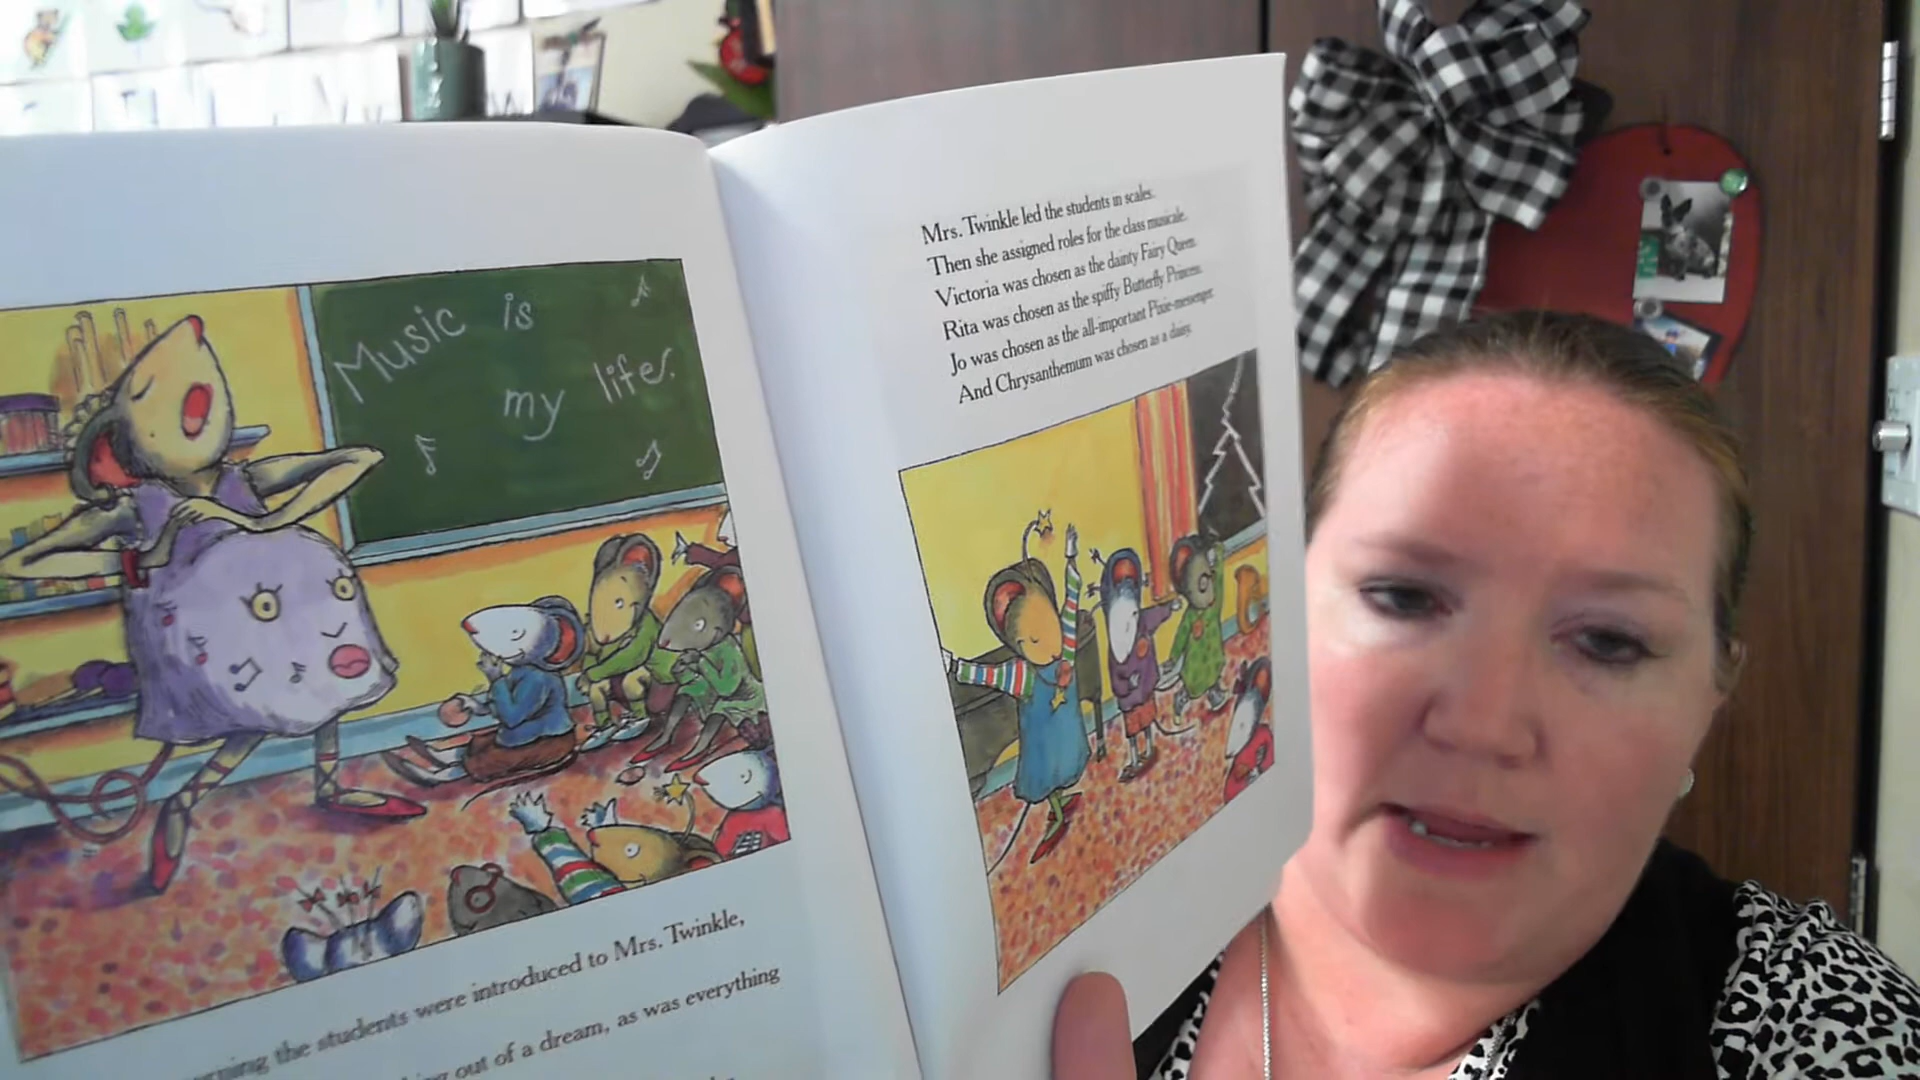 Music is
my life.
urning the students were introduced to Mrs. Twinkle,
out of a dream, as was everything
Mrs. Twinkle led the students in scales.
Then she assigned roles for the class musicale.
Victoria was chosen as the dainty Fairy Queen.
Rita was chosen as the spiffy Butterfly Princess.
Jo was chosen as the all-important Pixie-messenger.
And Chrysanthemum was chosen as a daisy.